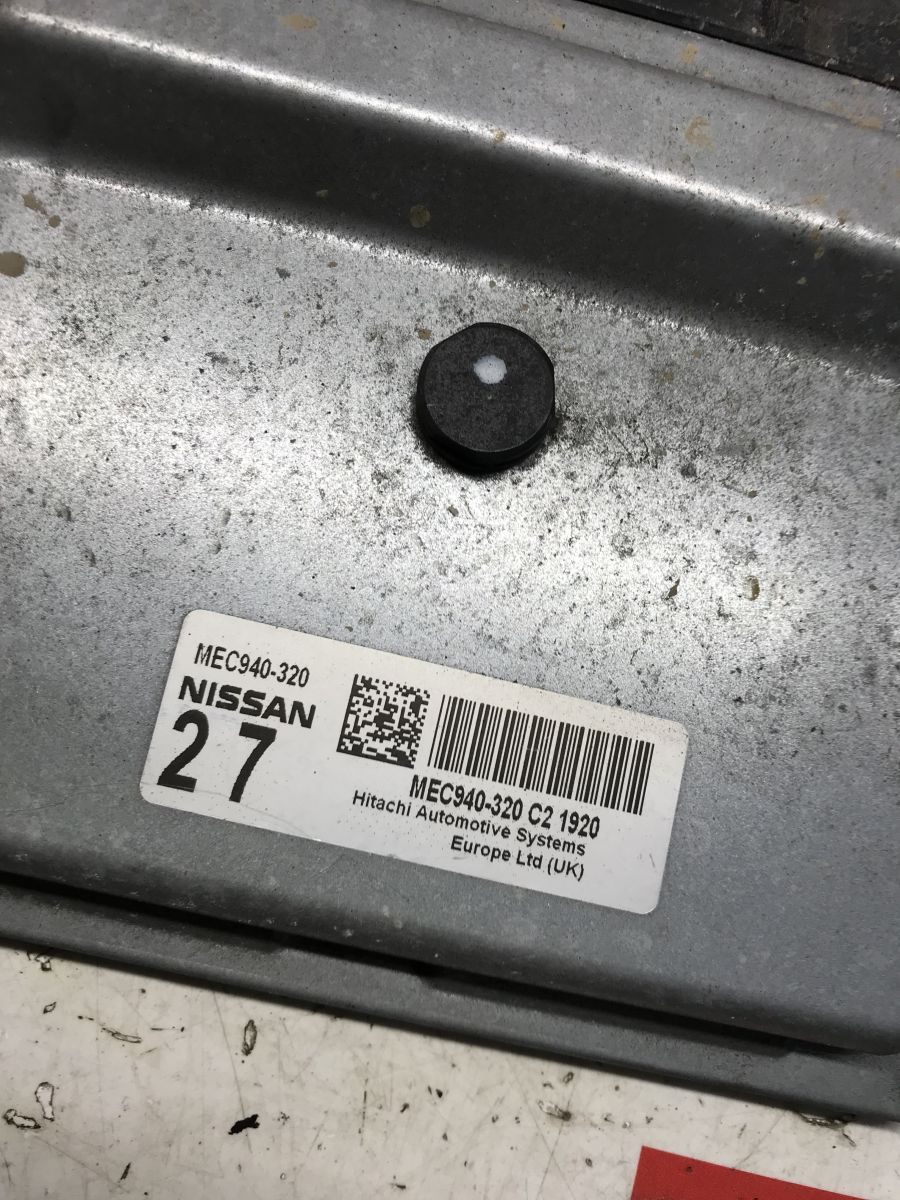 MEC940-320
NISSAN
27
MEC940-320 C2 1920
Hitachi Automotive Systems
Europe Ltd (UK)